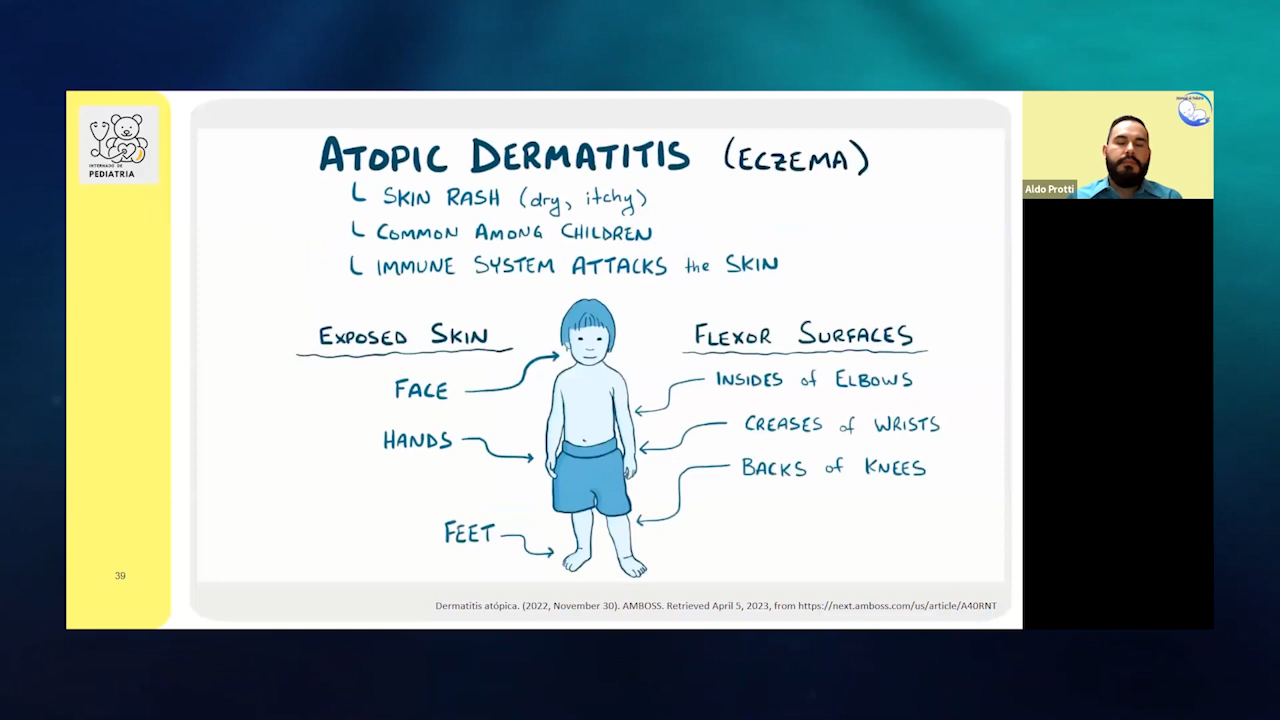 INTERNADO DE
PEDIATRIA
ATOPIC DERMATITIS (ECZEMA)
SKIN RASH (dry, itchy)
COMMON AMONG CHILDREN
IMMUNE SYSTEM ATTACKS the SKIN
EXPOSED SKIN
FACE
HANDS
FEET
FLEXOR SURFACES
INSIDES of ELBOWS
CREASES of WRISTS
BACKS of KNEES
39
Dermatitis atópica. (2022, November 30). AMBOSS. Retrieved April 5, 2023, from https://next.amboss.com/us/article/A40RNT
Aldo Protti